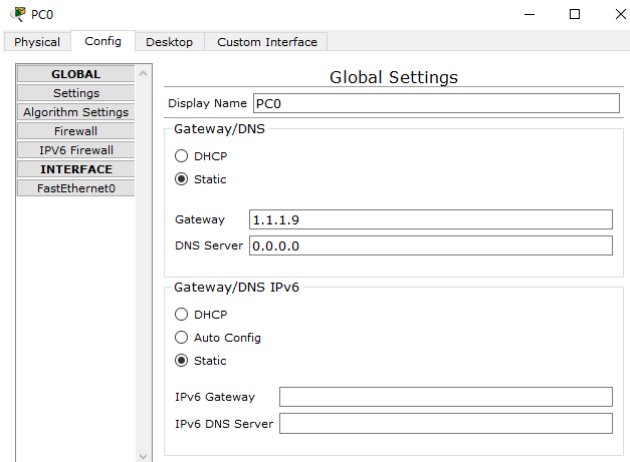 PC0
Physical Config Desktop Custom Interface
GLOBAL
Settings
Algorithm Settings
Firewall
IPV6 Firewall
INTERFACE
FastEthernet0
Global Settings
Display Name PC0
Gateway/DNS
DHCP
Static
Gateway 1.1.1.9
DNS Server 0.0.0.0
Gateway/DNS IPv6
DHCP
Auto Config
Static
IPv6 Gateway
IPv6 DNS Server